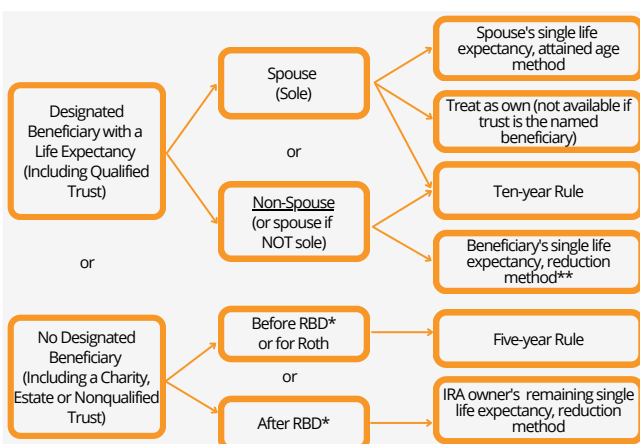 Designated
Beneficiary with a
Life Expectancy
(Including Qualified
Trust)
or
No Designated
Beneficiary
(Including a Charity,
Estate or Nonqualified
Trust)
Spouse
(Sole)
or
Non-Spouse
(or spouse if
NOT sole)
Before RBD*
or for Roth
or
After RBD*
Spouse's single life
expectancy, attained age
method
Treat as own (not available if
trust is the named
beneficiary)
Ten-year Rule
Beneficiary's single life
expectancy, reduction
method**
Five-year Rule
IRA owner's remaining single
life expectancy, reduction
method